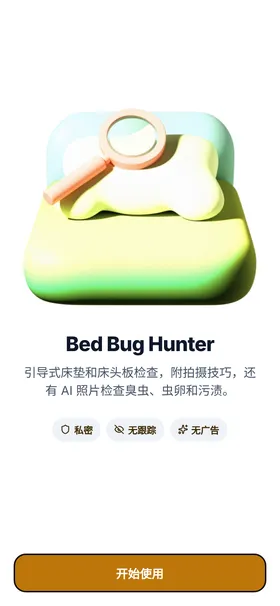 Bed Bug Hunter
引导式床垫和床头板检查，附拍摄技巧，还
有 AI 照片检查臭虫、虫卵和污渍。
私密
无跟踪
无广告
开始使用